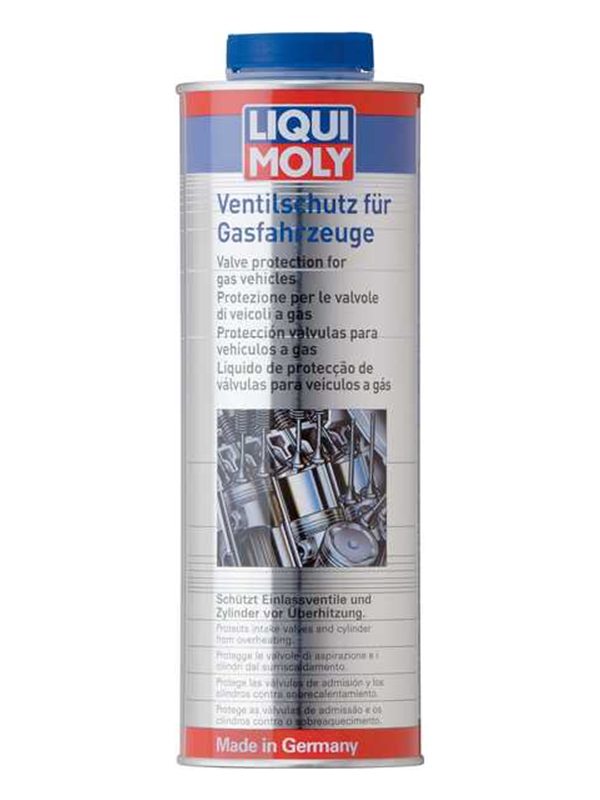 LIQUI
MOLY
Ventilschutz für
Gasfahrzeuge
Valve protection for
gas vehicles
Protezione per le valvole
di veicoli a gas
Protección válvulas para
vehículos a gas
Líquido de protecção de
válvulas para veículos a gás
Schützt Einlassventile und
Zylinder vor Überhitzung.
Protects intake valves and cylinder
from overheating.
Protegge le valvole di aspirazione e i
cilindri dal surriscaldamento.
Protege las válvulas de admisión y los
cilindros contra sobrecalentamiento.
Protege as válvulas de admissão e os
cilindros contra o sobreaquecimento.
Made in Germany